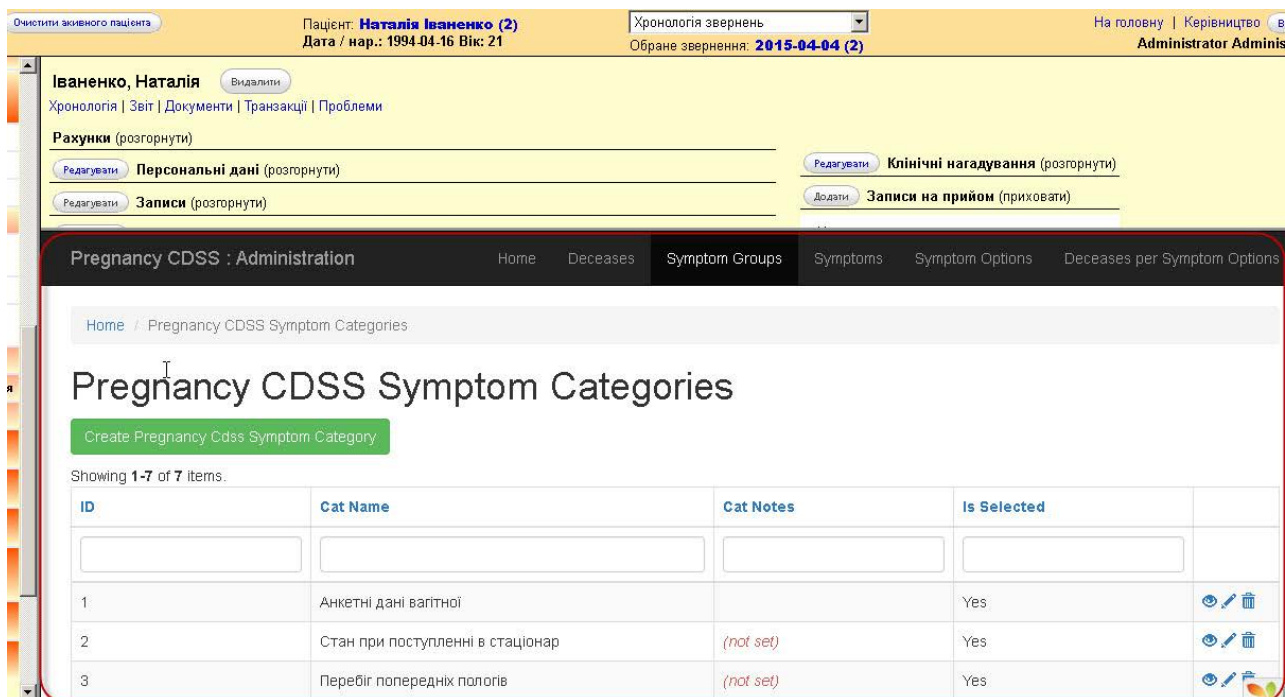 Очистити акивного пацієнта
Пацієнт: Наталія Іваненко (2)
Дата / нар.: 1994-04-16 Вік: 21
Хронологія звернень
Обране звернення: 2015-04-04 (2)
На головну | Керівництво
Administrator Adminis
Іваненко, Наталія Видалити
Хронологія | Звіт | Документи | Транзакції | Проблеми
Рахунки (розгорнути)
Редагувати Персональні дані (розгорнути)
Редагувати Записи (розгорнути)
Редагувати Клінічні нагадування (розгорнути)
Додати Записи на прийом (приховати)
я
Pregnancy CDSS : Administration Home Deceases Symptom Groups Symptoms Symptom Options Deceases per Symptom Options
Home / Pregnancy CDSS Symptom Categories
Pregnancy CDSS Symptom Categories
Create Pregnancy Cdss Symptom Category
Showing 1-7 of 7 items.
ID Cat Name Cat Notes Is Selected
1 Анкетні дані вагітної Yes
2 Стан при поступленні в стаціонар (not set) Yes
3 Перебіг попередніх пологів (not set) Yes